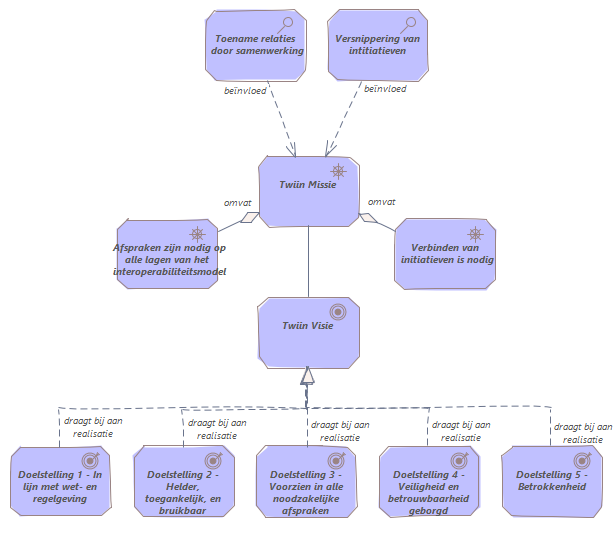 Toename relaties
door samenwerking
Versnippering van
intitiatieven
beïnvloed
beïnvloed
Twiin Missie
omvat
omvat
Afspraken zijn nodig op
alle lagen van het
interoperabiliteitsmodel
Verbinden van
initiatieven is nodig
Twiin Visie
draagt bij aan
realisatie
draagt bij aan
realisatie
draagt bij aan
realisatie
draagt bij aan
realisatie
draagt bij aan
realisatie
Doelstelling 1 - In
lijn met wet- en
regelgeving
Doelstelling 2 -
Helder,
toegankelijk, en
bruikbaar
Doelstelling 3 -
Voorzien in alle
noodzakelijke
afspraken
Doelstelling 4 -
Veiligheid en
betrouwbaarheid
geborgd
Doelstelling 5 -
Betrokkenheid